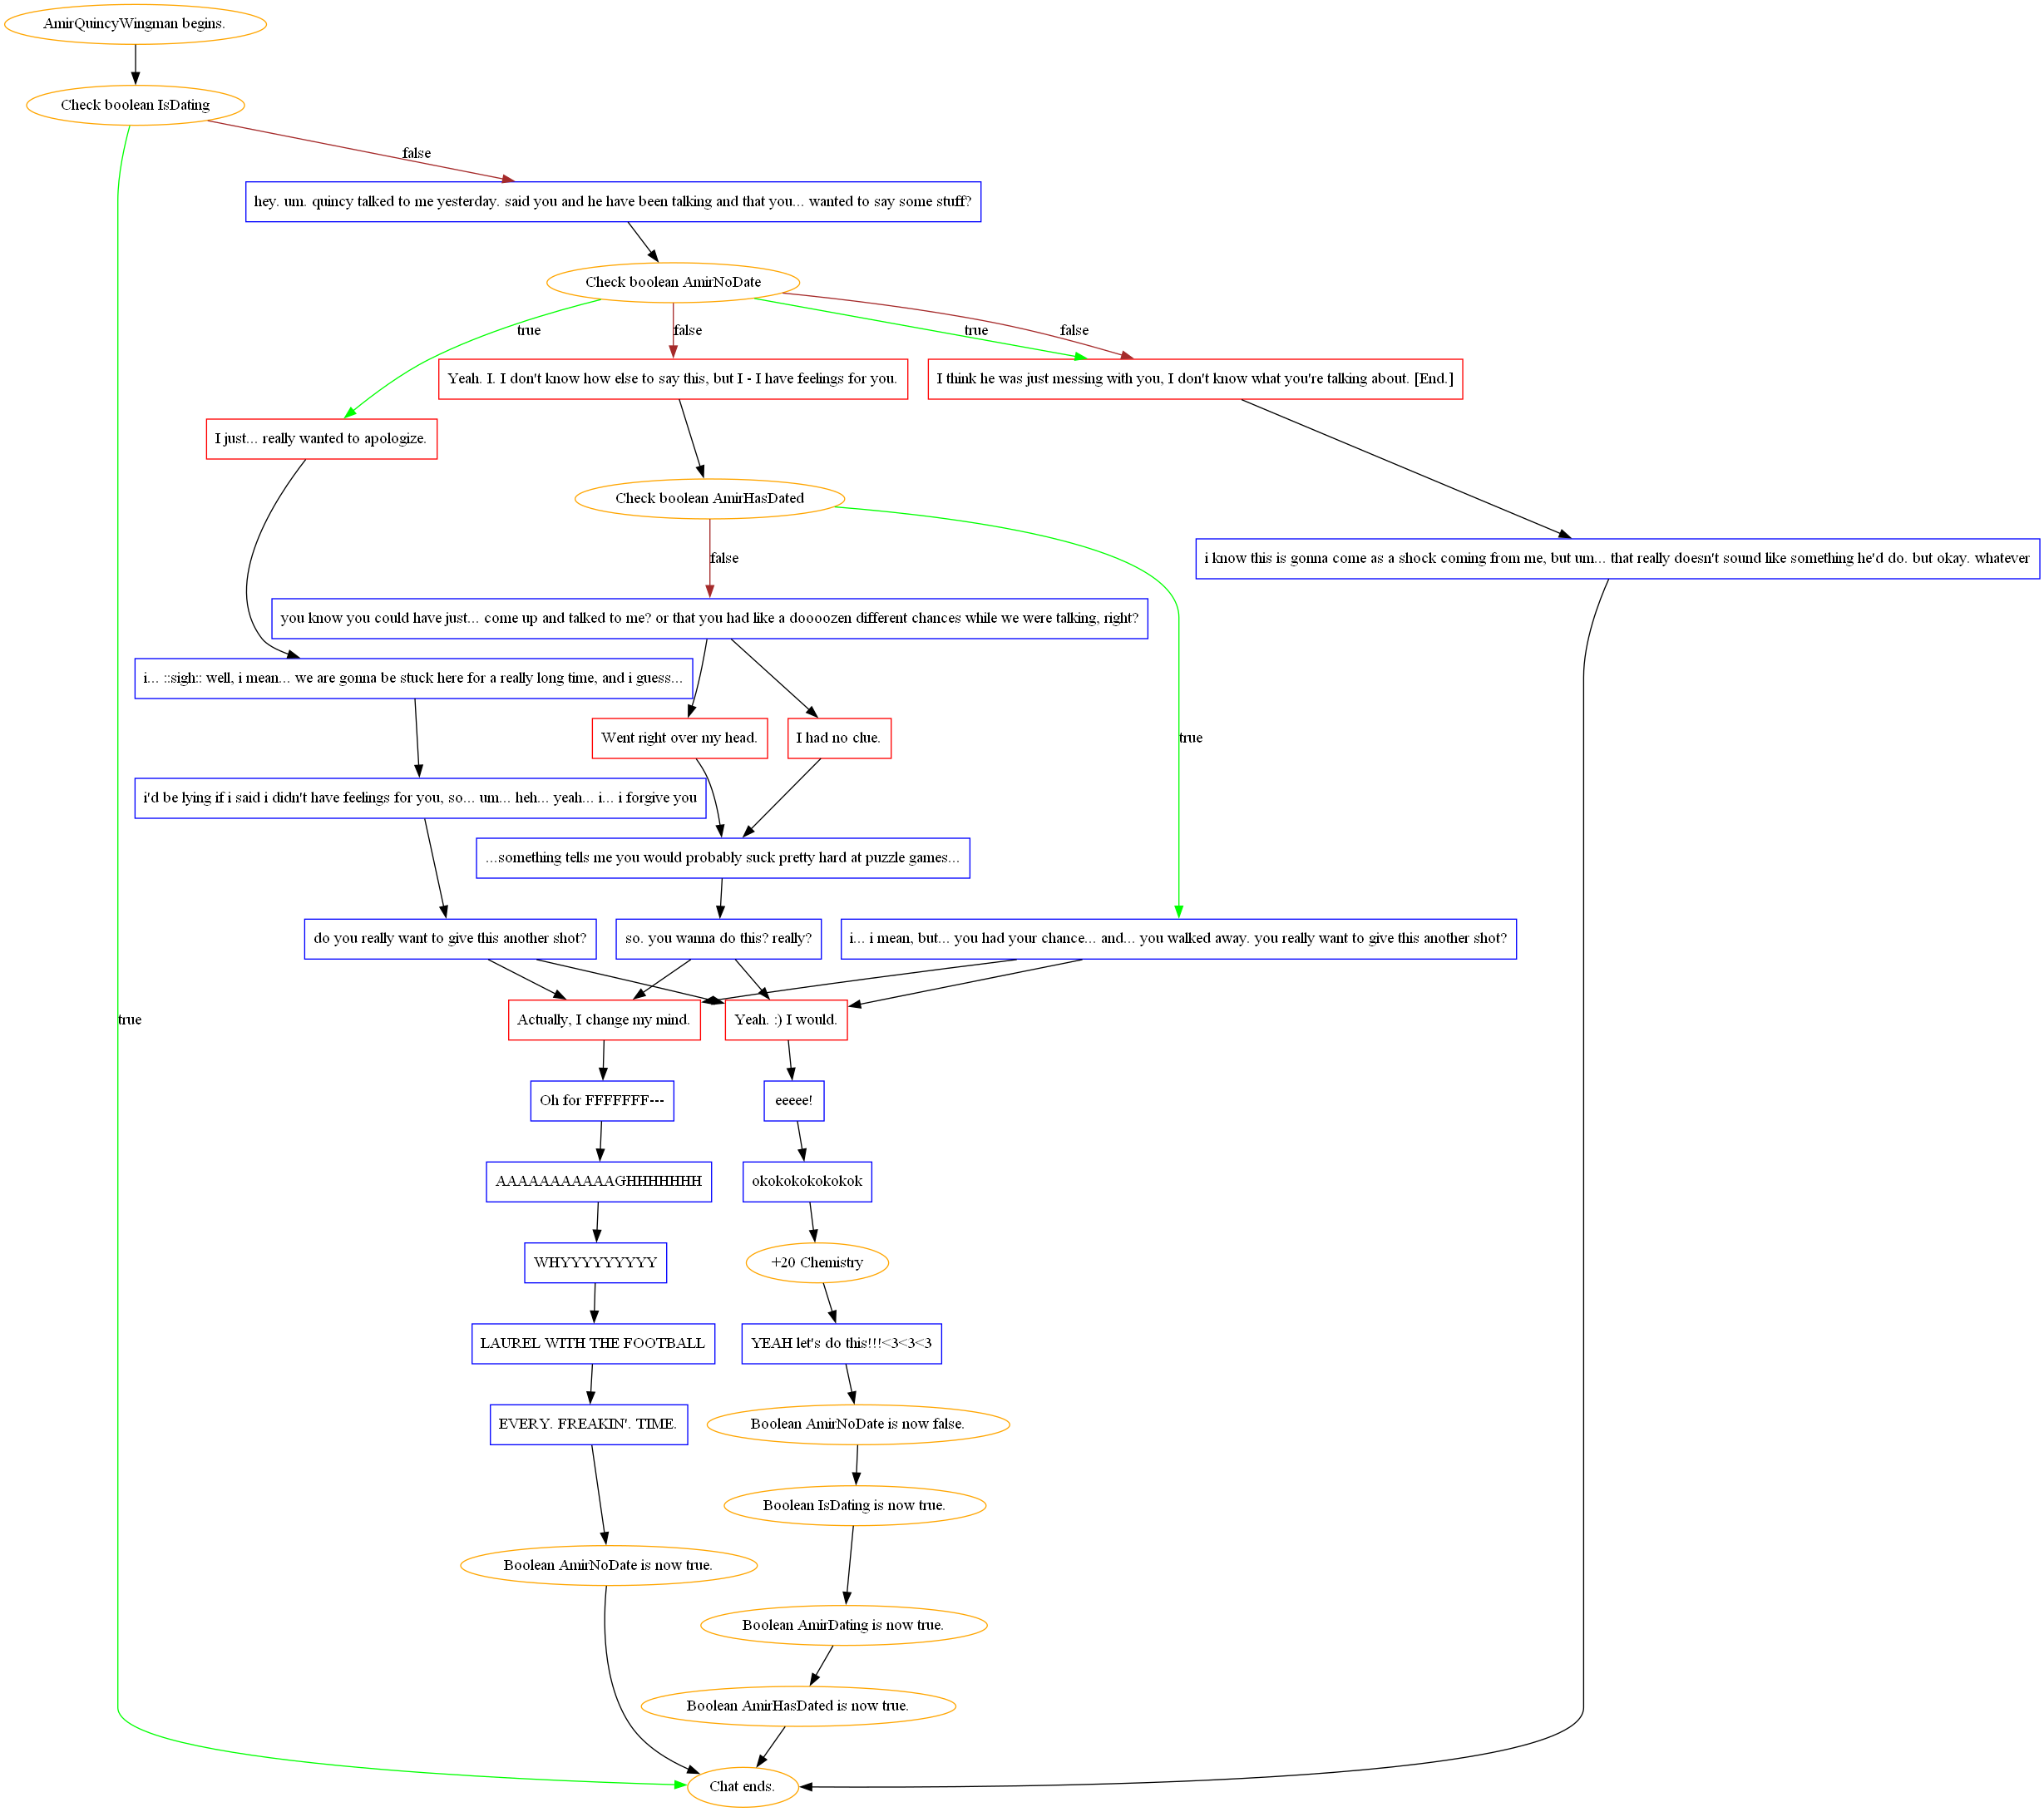 AmirQuincyWingman begins.
Check boolean IsDating
false
hey. um. quincy talked to me yesterday. said you and he have been talking and that you... wanted to say some stuff?
Check boolean AmirNoDate
true
false
true
false
Yeah. I. I don't know how else to say this, but I - I have feelings for you.
I think he was just messing with you, I don't know what you're talking about. [End.]
I just... really wanted to apologize.
Check boolean AmirHasDated
false
i know this is gonna come as a shock coming from me, but um... that really doesn't sound like something he'd do. but okay. whatever
you know you could have just... come up and talked to me? or that you had like a doooozen different chances while we were talking, right?
i... ::sigh:: well, i mean... we are gonna be stuck here for a really long time, and i guess...
Went right over my head.
I had no clue.
true
i'd be lying if i said i didn't have feelings for you, so... um... heh... yeah... i... i forgive you
...something tells me you would probably suck pretty hard at puzzle games...
do you really want to give this another shot?
so. you wanna do this? really?
i... i mean, but... you had your chance... and... you walked away. you really want to give this another shot?
true
Actually, I change my mind.
Yeah. :) I would.
Oh for FFFFFFF---
eeeee!
AAAAAAAAAAAGHHHHHHH
okokokokokokok
WHYYYYYYYYYY
+20 Chemistry
LAUREL WITH THE FOOTBALL
YEAH let's do this!!!<3<3<3
EVERY. FREAKIN'. TIME.
Boolean AmirNoDate is now false.
Boolean IsDating is now true.
Boolean AmirNoDate is now true.
Boolean AmirDating is now true.
Boolean AmirHasDated is now true.
Chat ends.